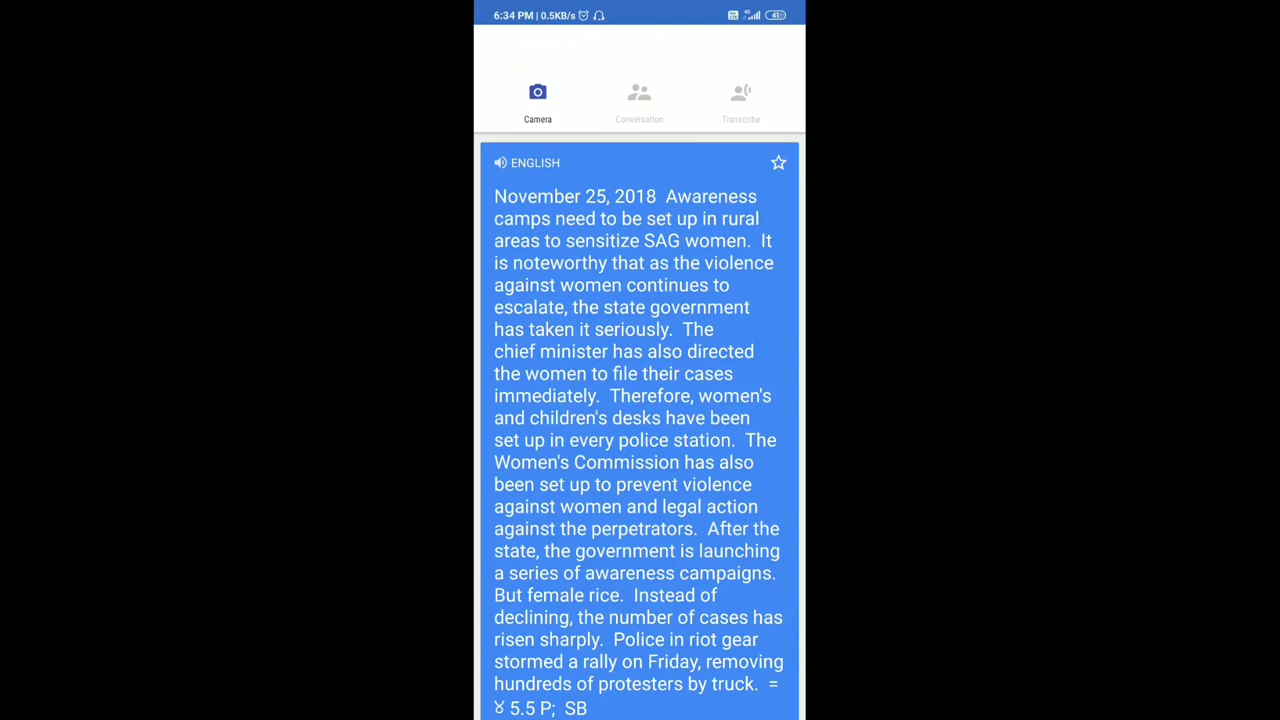 6:34 PM | 0.5KB/s
4G 41
Camera Conversation Transcribe
ENGLISH
November 25, 2018 Awareness
camps need to be set up in rural
areas to sensitize SAG women. It
is noteworthy that as the violence
against women continues to
escalate, the state government
has taken it seriously. The
chief minister has also directed
the women to file their cases
immediately. Therefore, women's
and children's desks have been
set up in every police station. The
Women's Commission has also
been set up to prevent violence
against women and legal action
against the perpetrators. After the
state, the government is launching
a series of awareness campaigns.
But female rice. Instead of
declining, the number of cases has
risen sharply. Police in riot gear
stormed a rally on Friday, removing
hundreds of protesters by truck. =
४ 5.5 P; SB